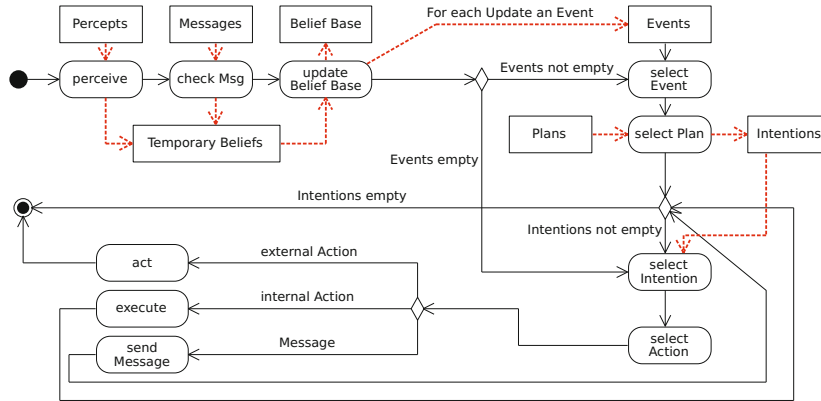 For each Update an Event
Percepts
Messages
Belief Base
Events
perceive
check Msg
update
Belief Base
Events not empty
select
Event
Temporary Beliefs
Plans
select Plan
Intentions
Events empty
Intentions empty
Intentions not empty
act
external Action
select
Intention
execute
internal Action
send
Message
Message
select
Action